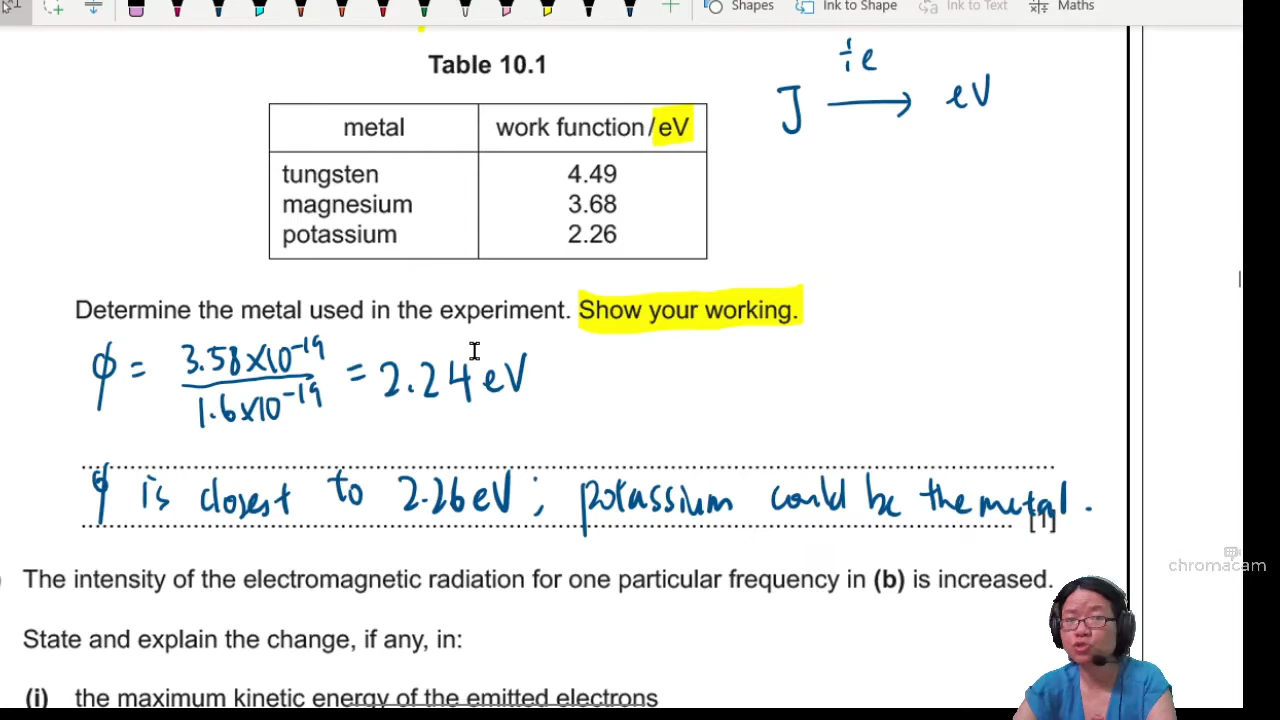 Shapes Ink to Shape Ink to Text Maths
Table 10.1
÷e
J → eV
metal work function / eV
tungsten 4.49
magnesium 3.68
potassium 2.26
Determine the metal used in the experiment. Show your working.
ϕ = 3.58×10⁻¹⁹ / 1.6×10⁻¹⁹ = 2.24 eV
ϕ is closest to 2.26eV ; potassium could be the metal.
[1]
chromacam
The intensity of the electromagnetic radiation for one particular frequency in (b) is increased.
State and explain the change, if any, in:
(i) the maximum kinetic energy of the emitted electrons